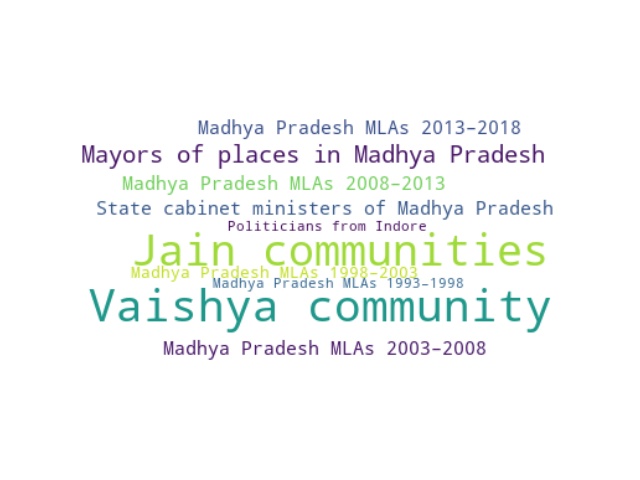 Madhya Pradesh MLAs 2013–2018
Mayors of places in Madhya Pradesh
Madhya Pradesh MLAs 2008–2013
State cabinet ministers of Madhya Pradesh
Politicians from Indore
Jain communities
Madhya Pradesh MLAs 1998–2003
Madhya Pradesh MLAs 1993–1998
Vaishya community
Madhya Pradesh MLAs 2003–2008